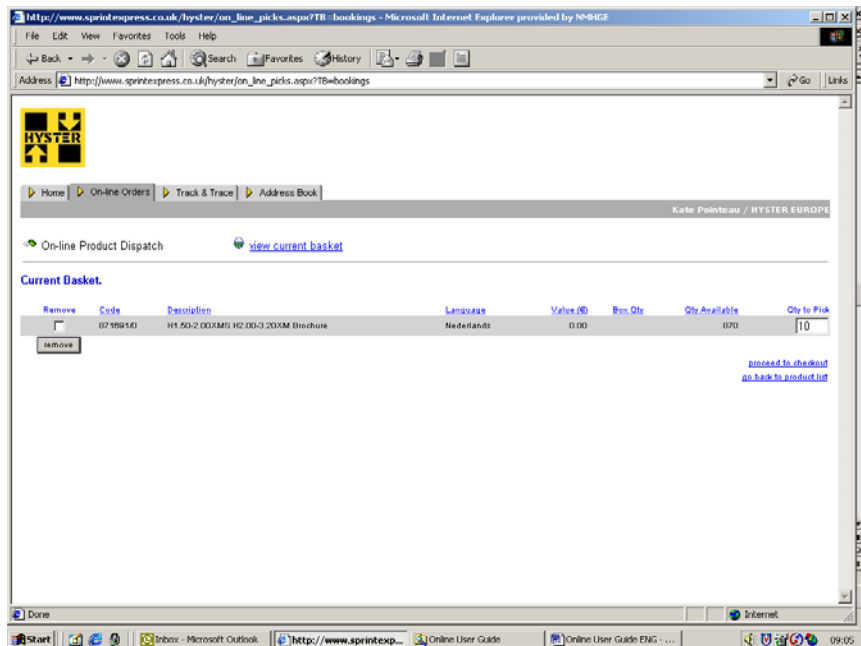 http://www.sprintexpress.co.uk/hyster/on_line_picks.aspx?TB=bookings - Microsoft Internet Explorer provided by NMHGE
File Edit View Favorites Tools Help
Back Search Favorites History
Address http://www.sprintexpress.co.uk/hyster/on_line_picks.aspx?TB=bookings Go Links
HYSTER
Home On-line Orders Track & Trace Address Book
Kate Pointeau / HYSTER EUROPE
On-line Product Dispatch view current basket
Current Basket.
Remove Code Description Language Value (€) Box Qty Qty Available Qty to Pick
871691/0 H1.50-2.00XMS H2.00-3.20XM Brochure Nederlands 0.00 870 10
remove
proceed to checkout
go back to product list
Done Internet
Start Inbox - Microsoft Outlook http://www.sprintexp... Online User Guide Online User Guide ENG - ... 09:05